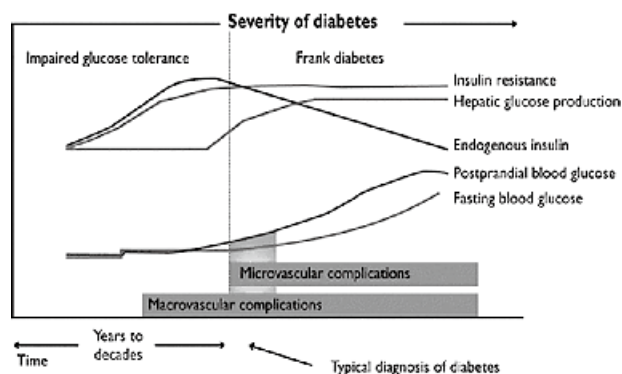 Severity of diabetes
Impaired glucose tolerance
Frank diabetes
Insulin resistance
Hepatic glucose production
Endogenous insulin
Postprandial blood glucose
Fasting blood glucose
Microvascular complications
Macrovascular complications
Time
Years to
decades
Typical diagnosis of diabetes